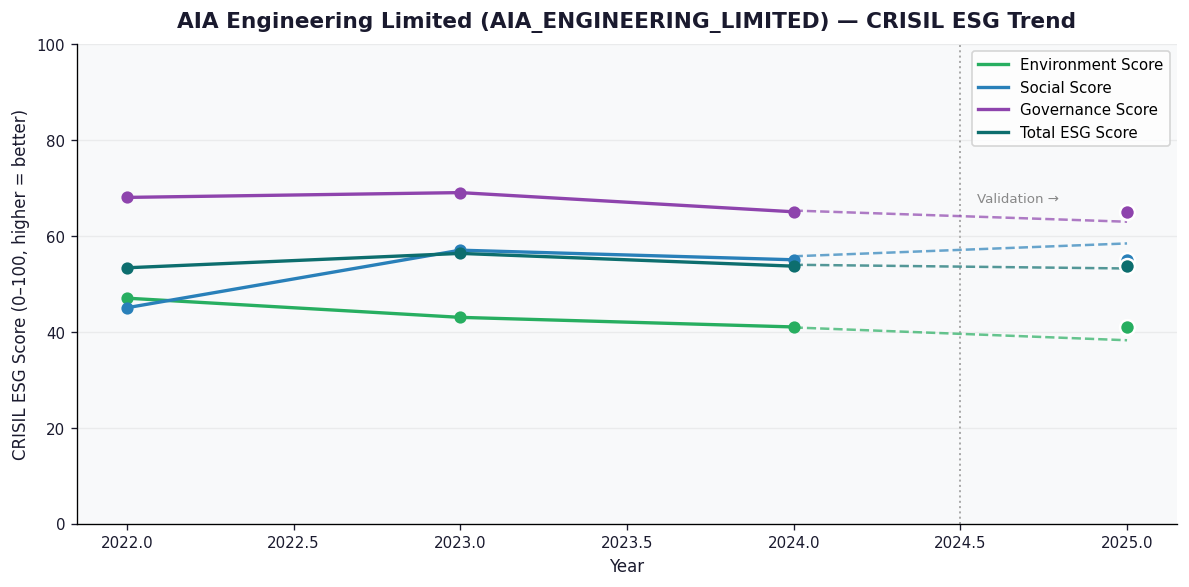 AIA Engineering Limited (AIA_ENGINEERING_LIMITED) — CRISIL ESG Trend
CRISIL ESG Score (0–100, higher = better)
100
80
60
40
20
0
Environment Score
Social Score
Governance Score
Total ESG Score
Validation →
2022.0
2022.5
2023.0
2023.5
2024.0
2024.5
2025.0
Year